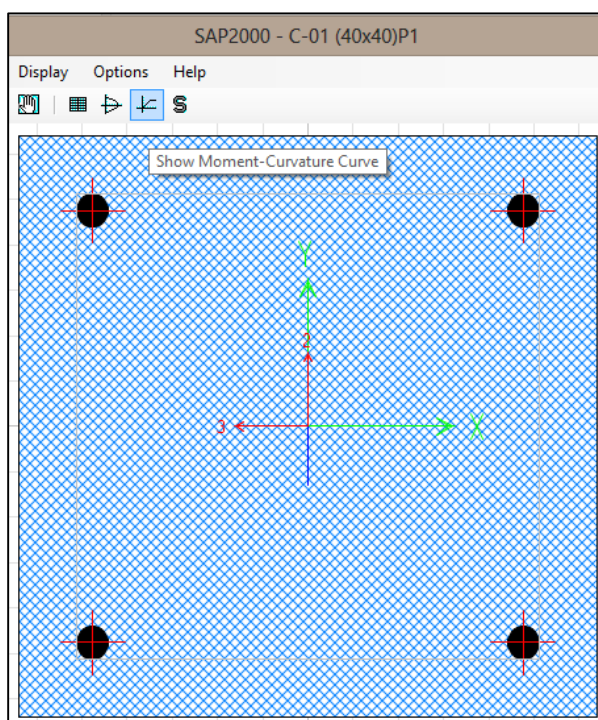 SAP2000 - C-01 (40x40)P1
Display Options Help
S
Show Moment-Curvature Curve
Y
2
3 X